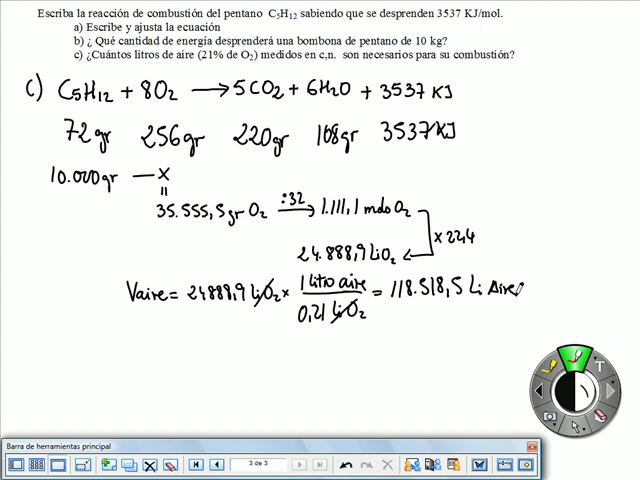 Escriba la reacción de combustión del pentano C₅H₁₂ sabiendo que se desprenden 3537 KJ/mol.
a) Escribe y ajusta la ecuación
b) ¿ Qué cantidad de energía desprenderá una bombona de pentano de 10 kg?
c) ¿Cuántos litros de aire (21% de O₂) medidos en c,n. son necesarios para su combustión?
c) C₅H₁₂ + 8O₂ → 5CO₂ + 6H₂O + 3537 KJ
72gr 256gr 220gr 108gr 3537KJ
10.000gr — x
=
35.555,5gr O₂ :32 → 1.111,1 mol O₂
x22,4
24.888,9 Li O₂
Vaire = 24888,9 Li O₂ x 1 litro aire / 0,21 Li O₂ = 118.518,5 Li Aire
T
Barra de herramientas principal
3 de 3